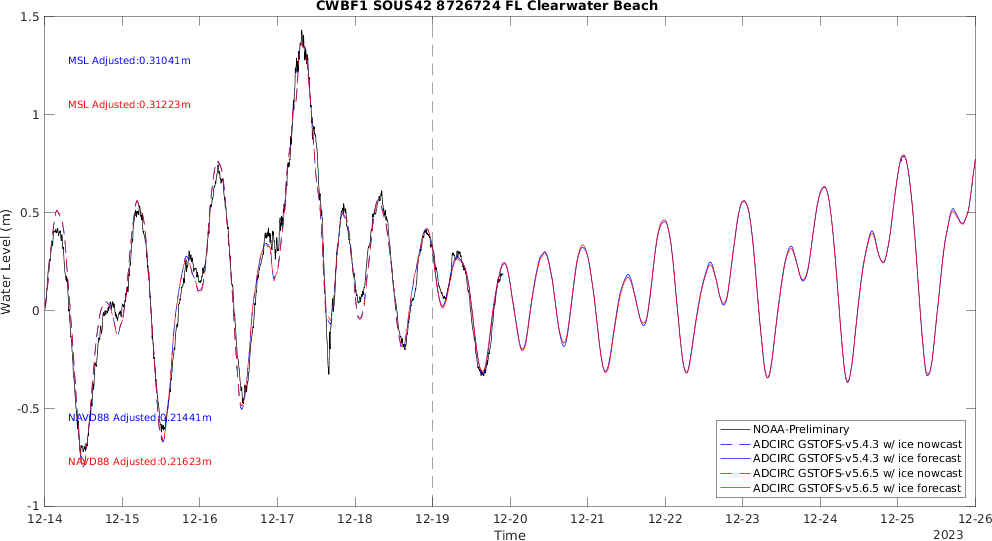 CWBF1 SOUS42 8726724 FL Clearwater Beach
1.5
1
0.5
0
-0.5
-1
Water Level (m)
MSL Adjusted:0.31041m
MSL Adjusted:0.31223m
NAVD88 Adjusted:0.21441m
NAVD88 Adjusted:0.21623m
NOAA-Preliminary
ADCIRC GSTOFS-v5.4.3 w/ ice nowcast
ADCIRC GSTOFS-v5.4.3 w/ ice forecast
ADCIRC GSTOFS-v5.6.5 w/ ice nowcast
ADCIRC GSTOFS-v5.6.5 w/ ice forecast
12-14 12-15 12-16 12-17 12-18 12-19 12-20 12-21 12-22 12-23 12-24 12-25 12-26
Time
2023